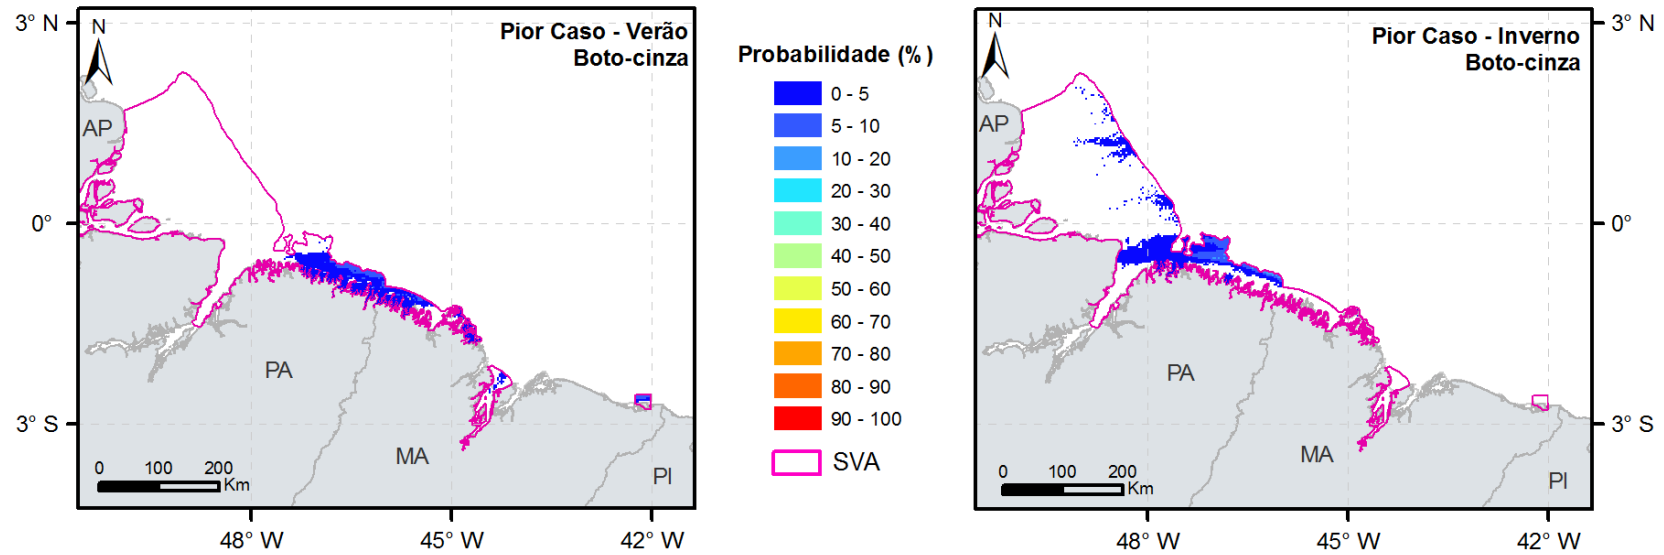 3° N
N
Pior Caso - Verão
Boto-cinza
AP
0°
PA
3° S
MA
PI
0 100 200
Km
48° W 45° W 42° W
Probabilidade (%)
0 - 5
5 - 10
10 - 20
20 - 30
30 - 40
40 - 50
50 - 60
60 - 70
70 - 80
80 - 90
90 - 100
SVA
N
Pior Caso - Inverno
Boto-cinza
3° N
AP
0°
PA
3° S
MA
PI
0 100 200
Km
48° W 45° W 42° W